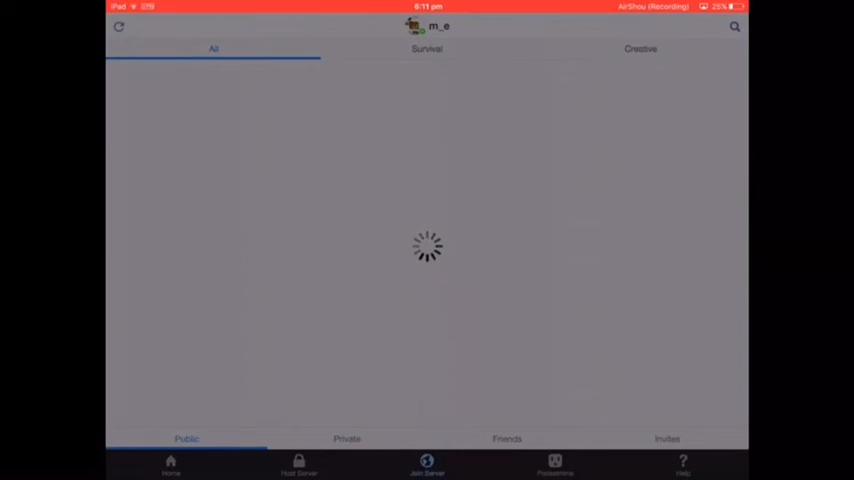 iPad
6:11 pm
AirShou (Recording)
25%
m_e
All Survival Creative
Public Private Friends Invites
Home Host Server Join Server Pocketmine Help